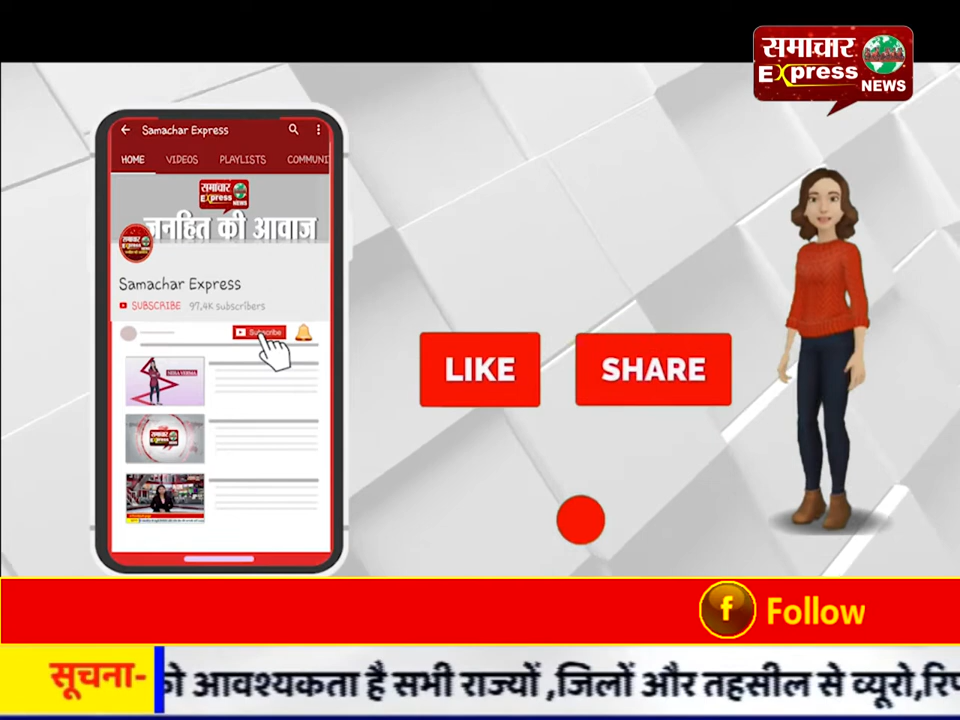 समाचार
Express
NEWS
Samachar Express
HOME VIDEOS PLAYLISTS COMMUNI
समाचार
Express
NEWS
जनहित की आवाज
Samachar Express
SUBSCRIBE 97.4K subscribers
Subscribe
LIKE SHARE
f Follow
सूचना- को आवश्यकता है सभी राज्यों ,जिलों और तहसील से ब्यूरो,रिप